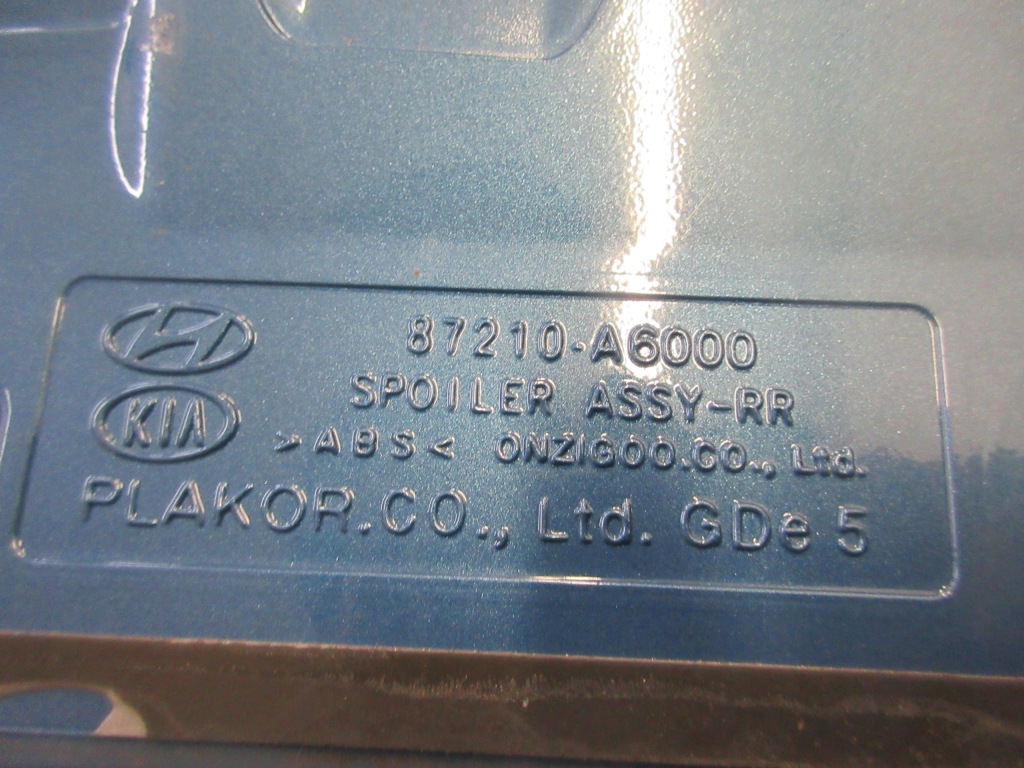 87210-A6000
SPOILER ASSY-RR
KIA >ABS< ONZIGOO.CO., Ltd.
PLAKOR.CO., Ltd. GDe 5